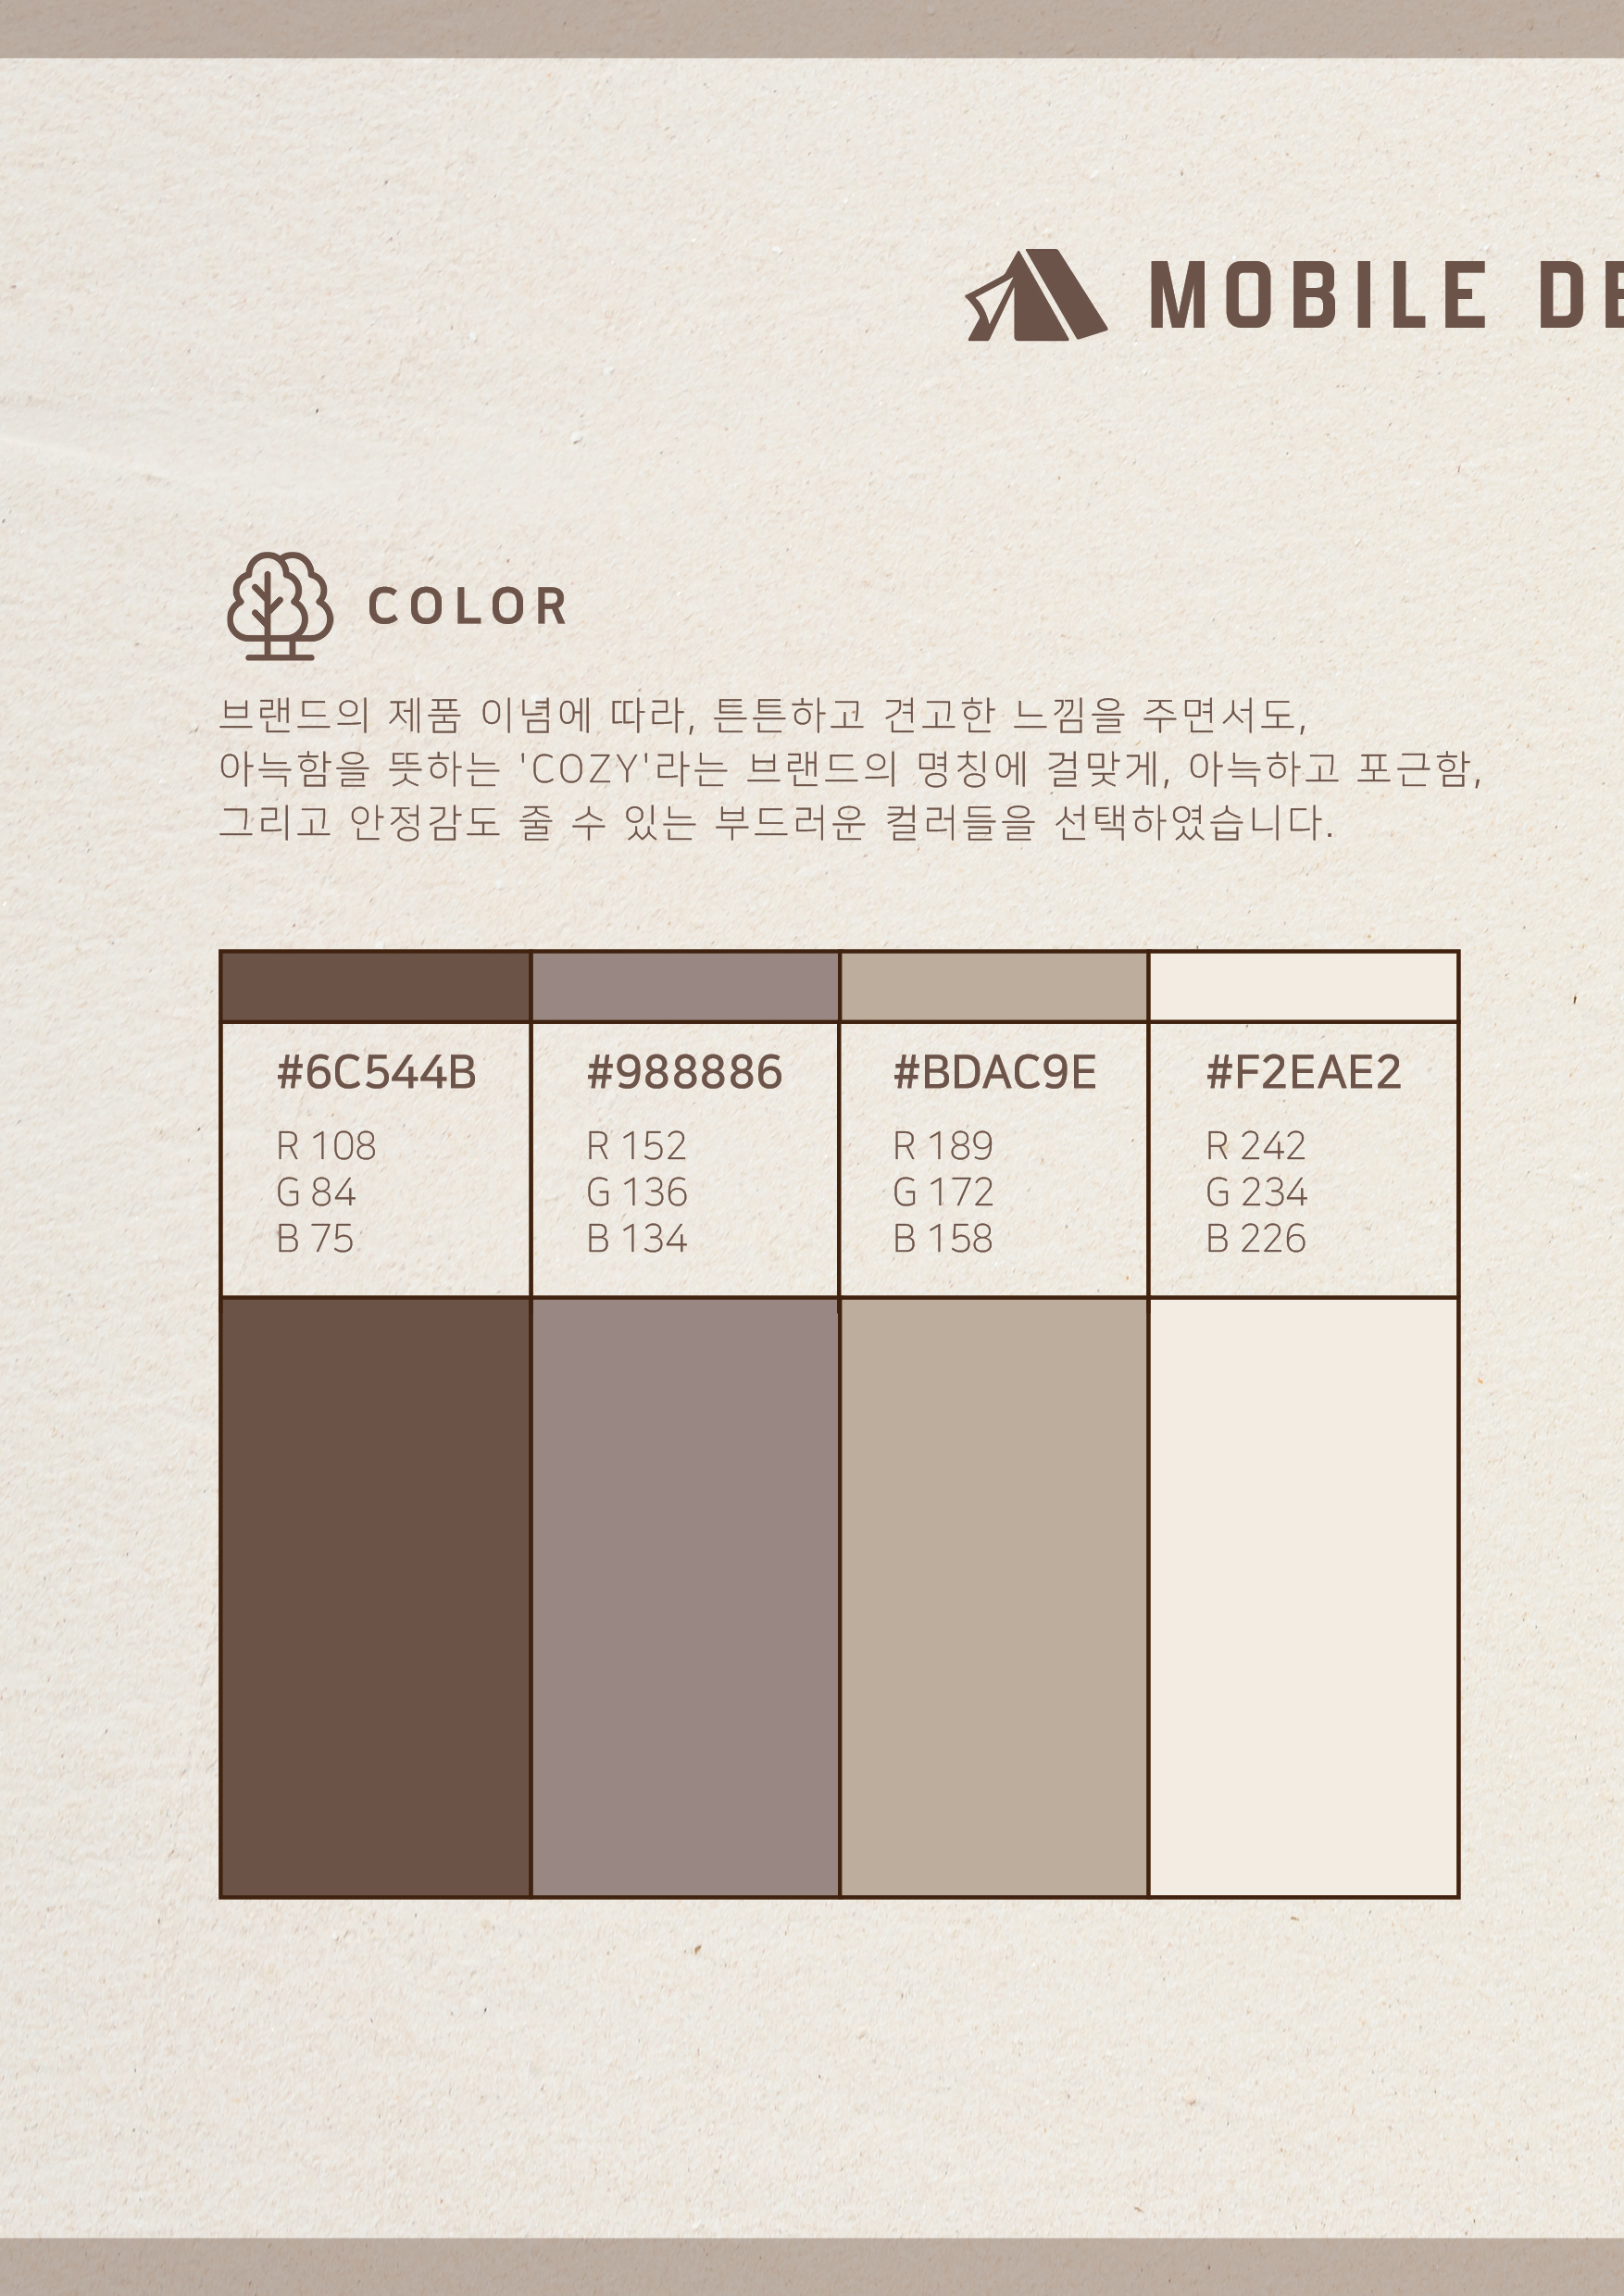 MOBILE
COLOR
브랜드의 제품 이념에 따라, 튼튼하고 견고한 느낌을 주면서도,
아늑함을 뜻하는 'COZY'라는 브랜드의 명칭에 걸맞게, 아늑하고 포근함,
그리고 안정감도 줄 수 있는 부드러운 컬러들을 선택하였습니다.
#6C544B #988886 #BDAC9E #F2EAE2
R 108 R 152 R 189 R 242
G 84 G 136 G 172 G 234
B 75 B 134 B 158 B 226